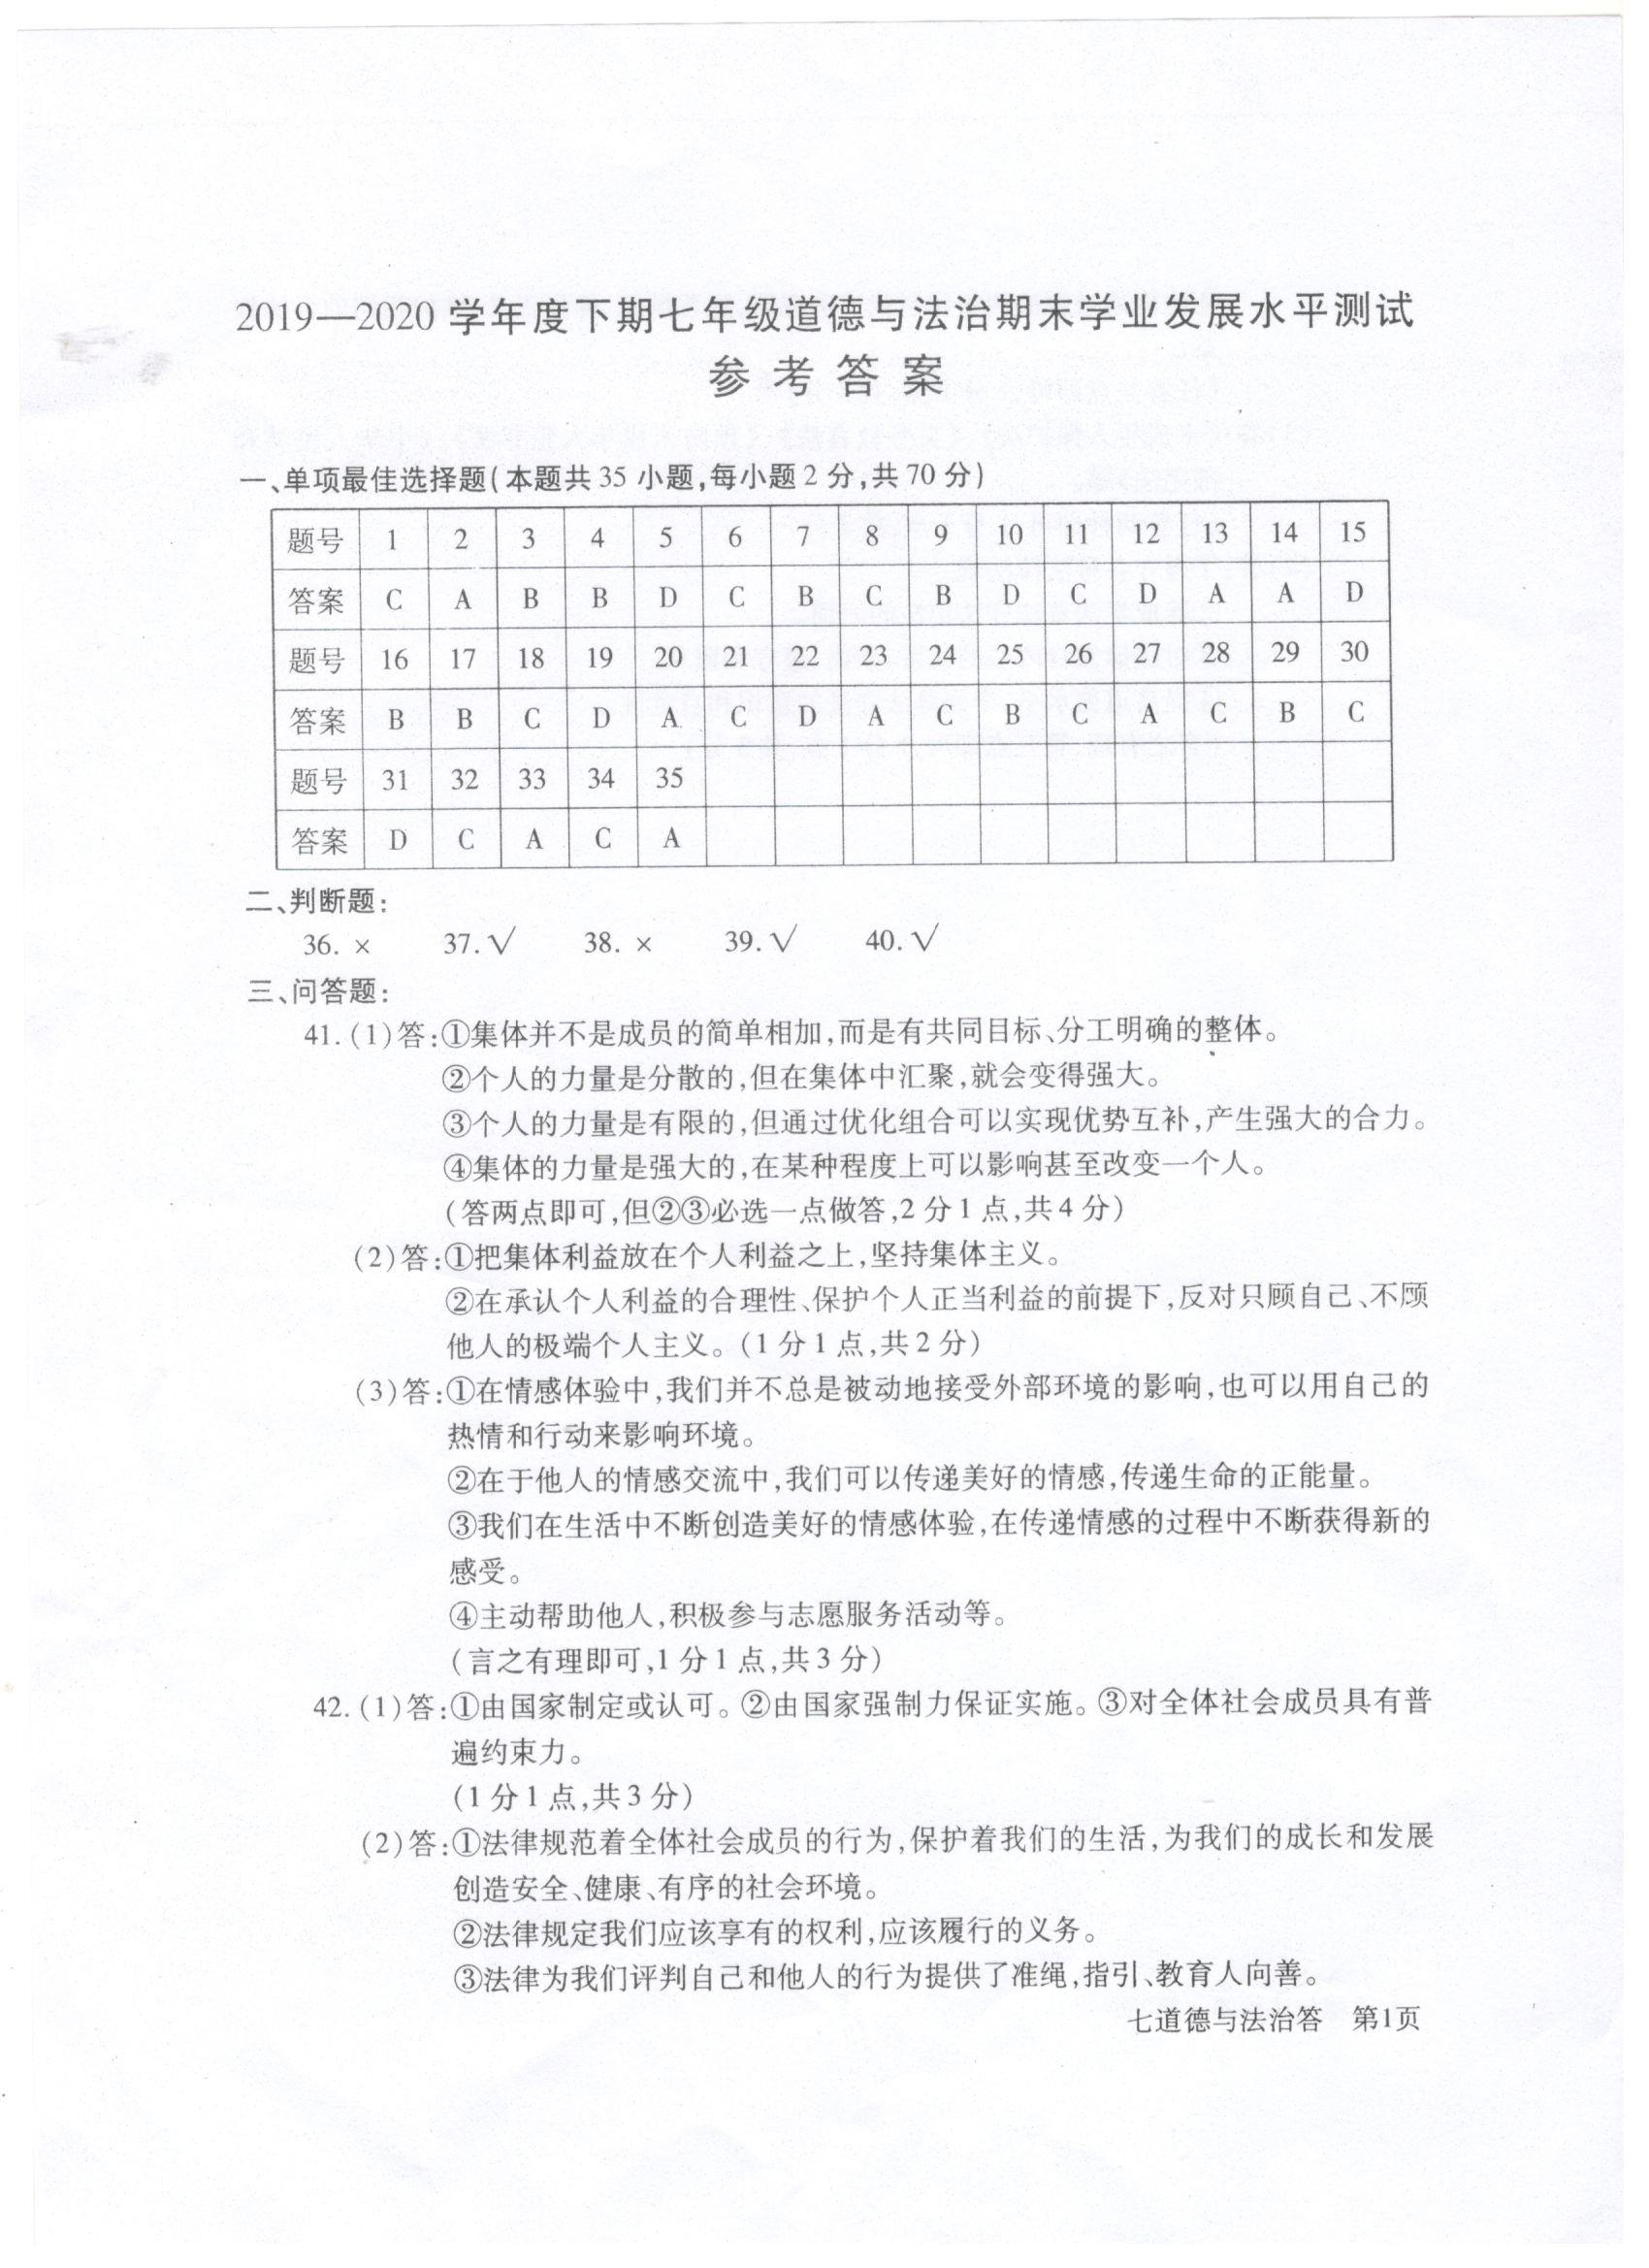 2019—2020 学年度下期七年级道德与法治期末学业发展水平测试
参考答案
一、单项最佳选择题(本题共 35 小题,每小题 2 分,共 70 分)
题号 1 2 3 4 5 6 7 8 9 10 11 12 13 14 15
答案 C A B B D C B C B D C D A A D
题号 16 17 18 19 20 21 22 23 24 25 26 27 28 29 30
答案 B B C D A C D A C B C A C B C
题号 31 32 33 34 35
答案 D C A C A
二、判断题:
36. × 37. √ 38. × 39. √ 40. √
三、问答题:
41. (1)答:①集体并不是成员的简单相加,而是有共同目标、分工明确的整体。
②个人的力量是分散的,但在集体中汇聚,就会变得强大。
③个人的力量是有限的,但通过优化组合可以实现优势互补,产生强大的合力。
④集体的力量是强大的,在某种程度上可以影响甚至改变一个人。
(答两点即可,但②③必选一点做答,2 分 1 点,共 4 分)
(2)答:①把集体利益放在个人利益之上,坚持集体主义。
②在承认个人利益的合理性、保护个人正当利益的前提下,反对只顾自己、不顾
他人的极端个人主义。(1 分 1 点,共 2 分)
(3)答:①在情感体验中,我们并不总是被动地接受外部环境的影响,也可以用自己的
热情和行动来影响环境。
②在于他人的情感交流中,我们可以传递美好的情感,传递生命的正能量。
③我们在生活中不断创造美好的情感体验,在传递情感的过程中不断获得新的
感受。
④主动帮助他人,积极参与志愿服务活动等。
(言之有理即可,1 分 1 点,共 3 分)
42. (1)答:①由国家制定或认可。②由国家强制力保证实施。③对全体社会成员具有普
遍约束力。
(1 分 1 点,共 3 分)
(2)答:①法律规范着全体社会成员的行为,保护着我们的生活,为我们的成长和发展
创造安全、健康、有序的社会环境。
②法律规定我们应该享有的权利,应该履行的义务。
③法律为我们评判自己和他人的行为提供了准绳,指引、教育人向善。
七道德与法治答 第1页